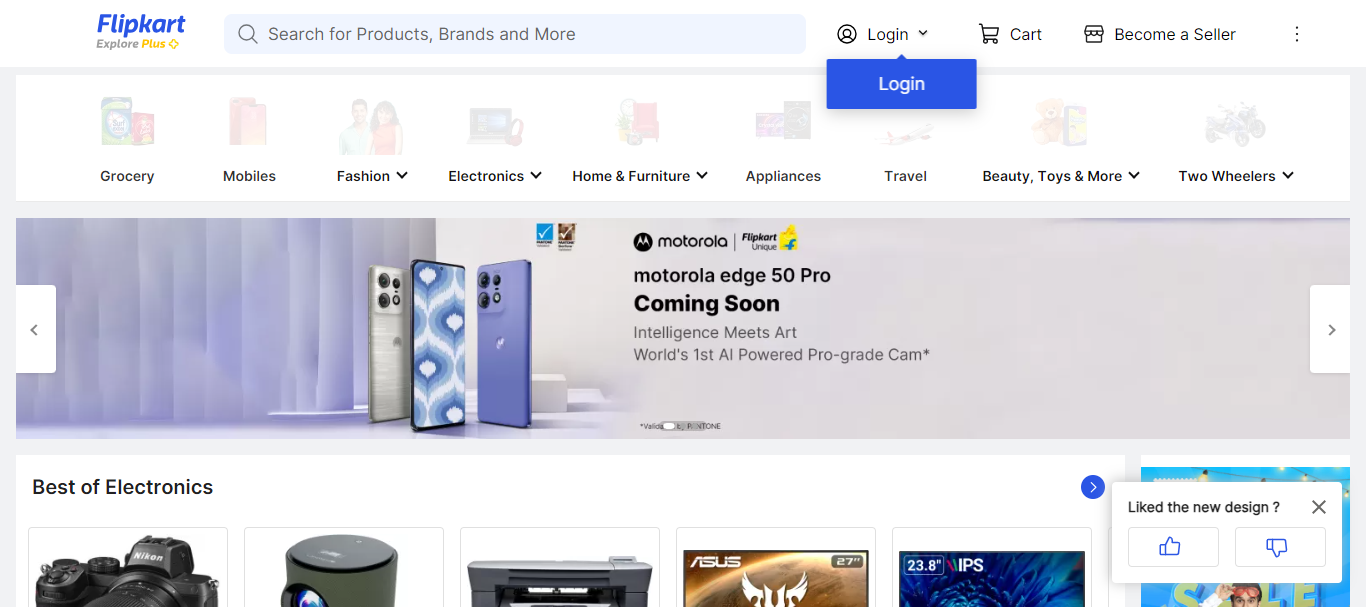 Flipkart
Explore Plus
Search for Products, Brands and More
Login
Cart
Become a Seller
Login
Grocery
Mobiles
Fashion
Electronics
Home & Furniture
Appliances
Travel
Beauty, Toys & More
Two Wheelers
motorola
Flipkart
Unique
motorola edge 50 Pro
Coming Soon
Intelligence Meets Art
World's 1st AI Powered Pro-grade Cam*
PANTONE
Best of Electronics
Liked the new design ?
Nikon
ASUS
27"
23.8" IPS
SALE